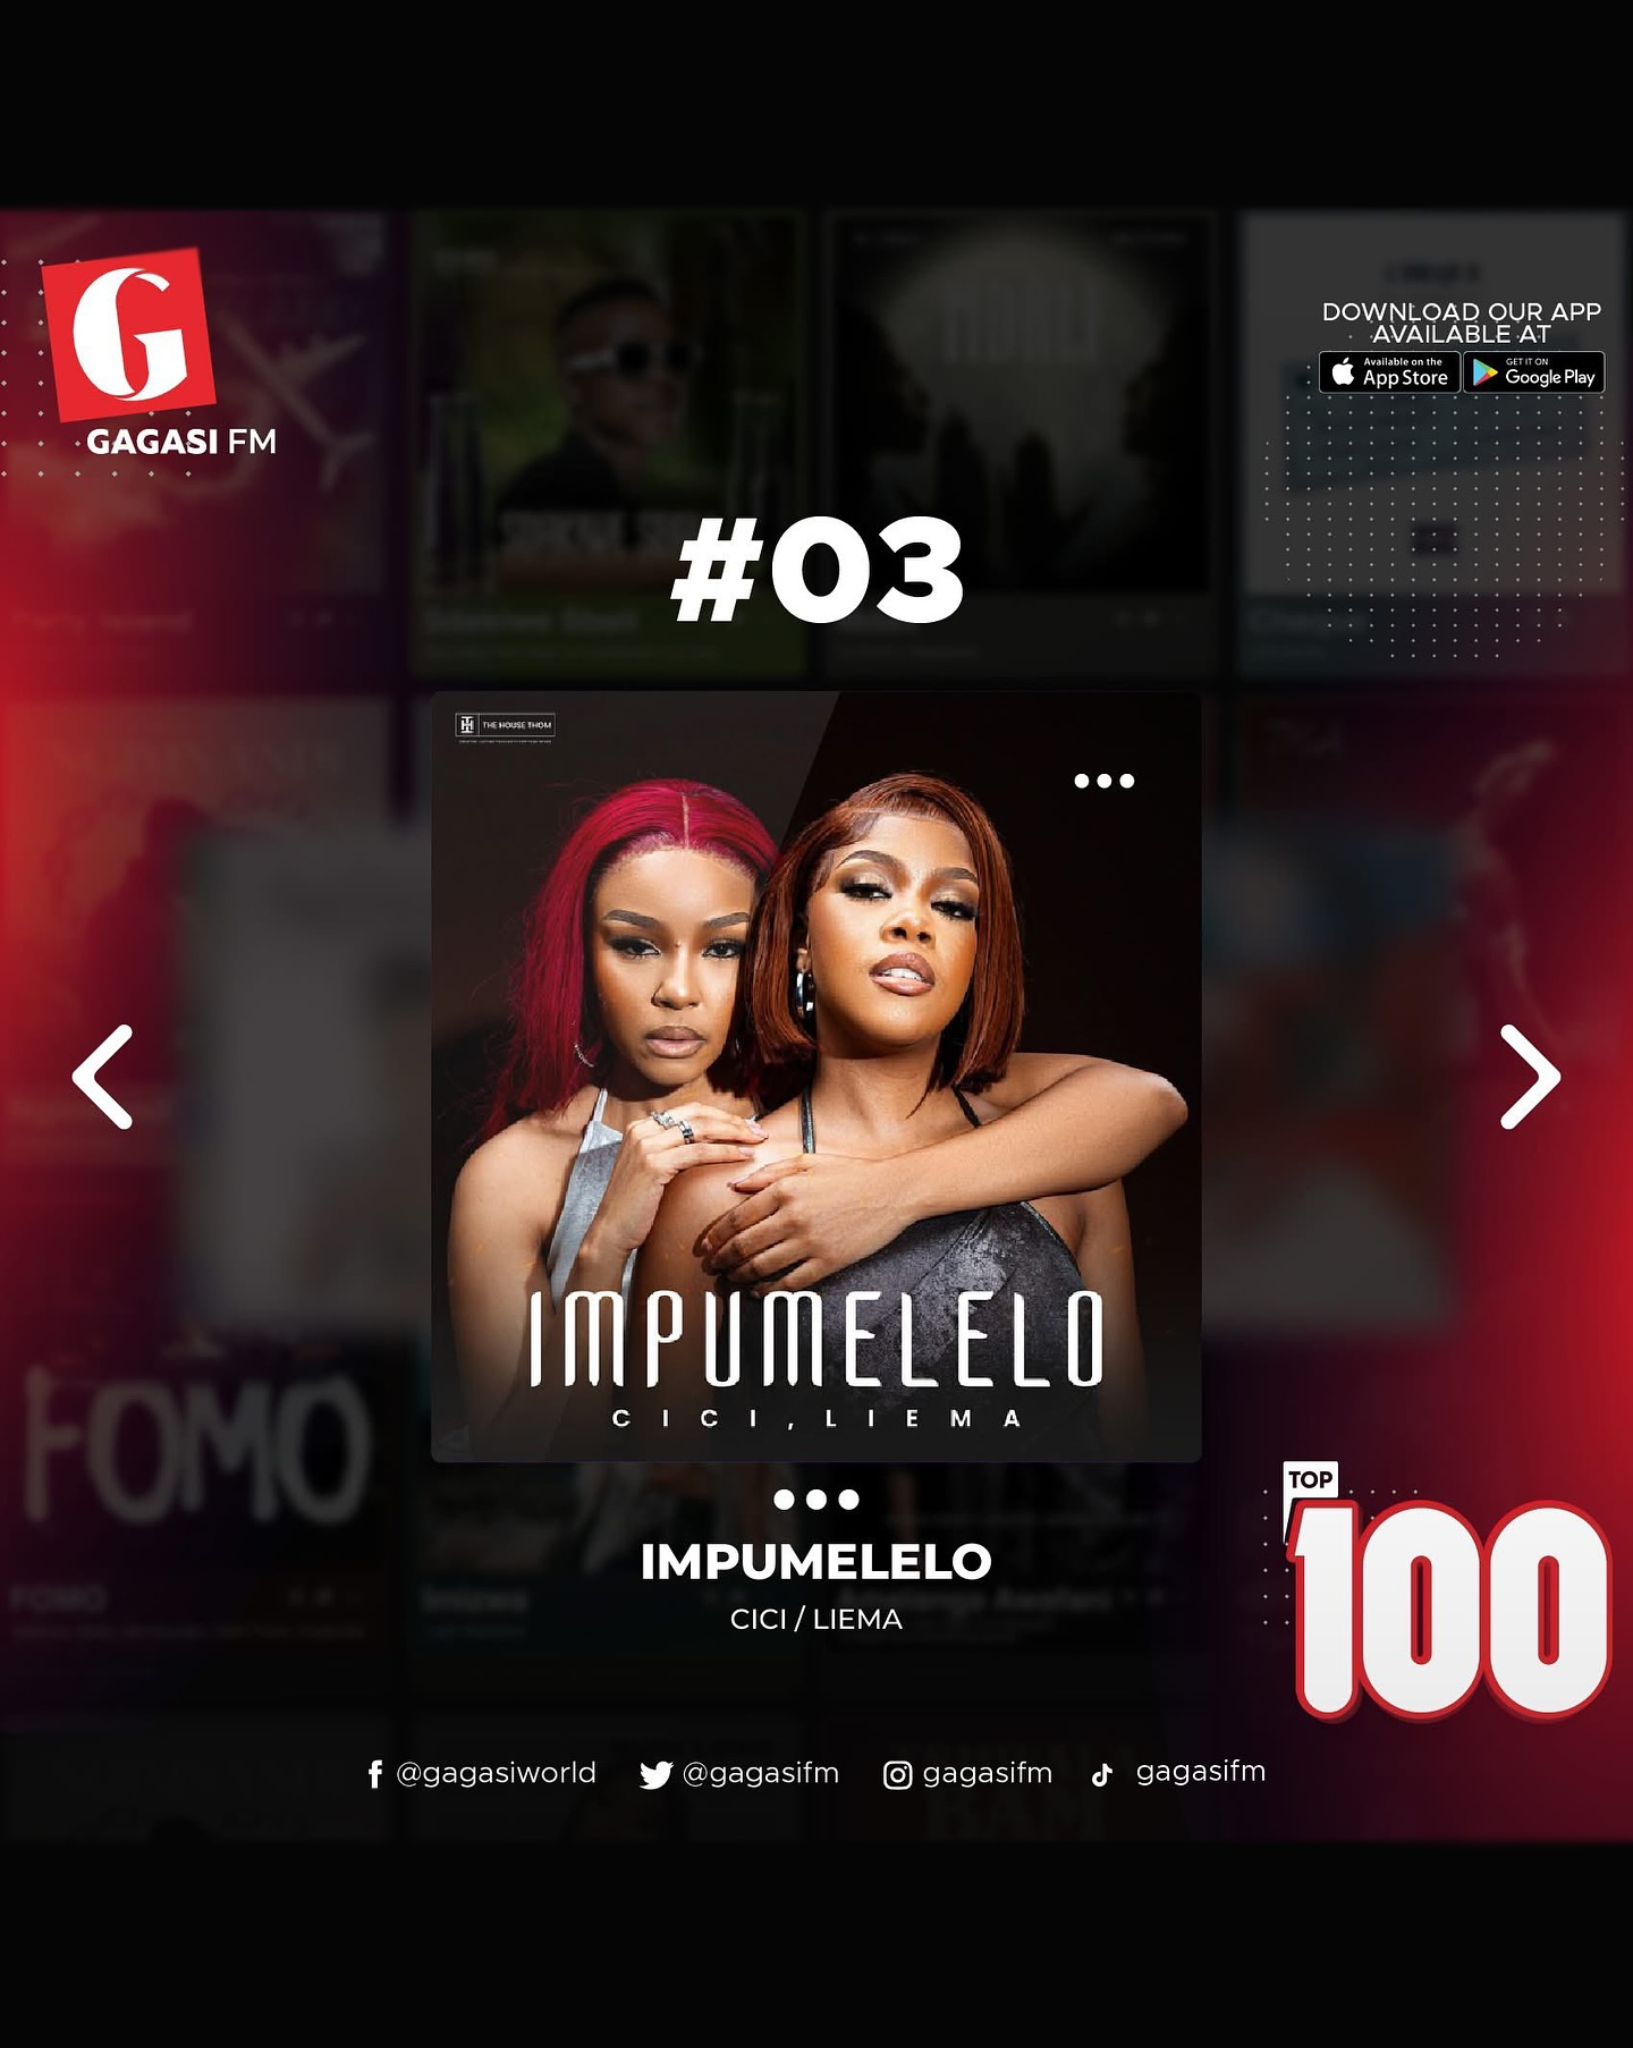 GAGASI FM
DOWNLOAD OUR APP
AVAILABLE AT
Available on the
App Store
GET IT ON
Google Play
#03
THE HOUSE THOM
IMPUMELELO
CICI, LIEMA
IMPUMELELO
CICI / LIEMA
FOMO
FOMO
TOP
100
@gagasiworld
@gagasifm
gagasifm
gagasifm